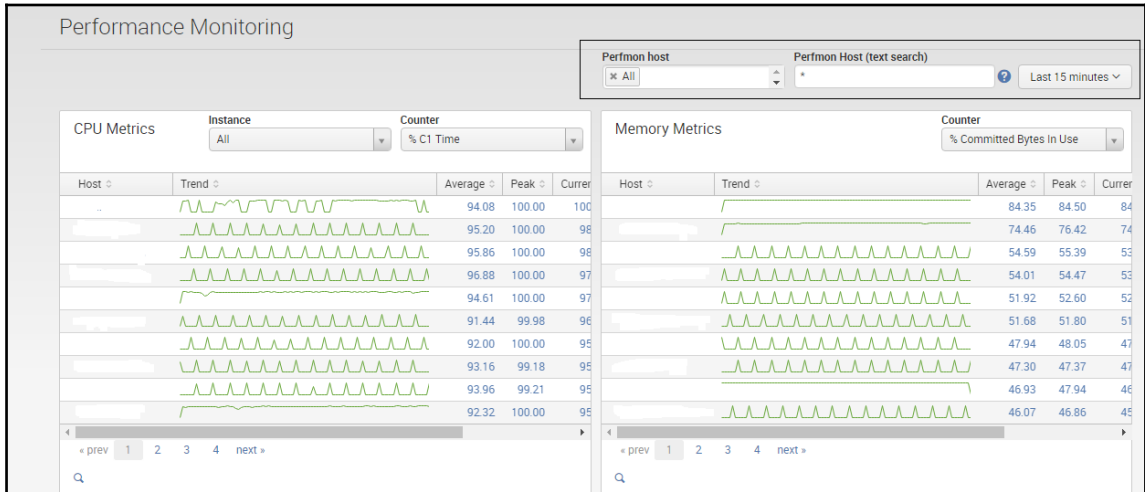 Performance Monitoring
Perfmon host Perfmon Host (text search)
× All * ? Last 15 minutes
CPU Metrics Instance Counter
All % C1 Time
Host Trend Average Peak Curren
.. 94.08 100.00 100
95.20 100.00 98
95.86 100.00 98
96.88 100.00 97
94.61 100.00 97
91.44 99.98 96
92.00 100.00 95
93.16 99.18 95
93.96 99.21 95
92.32 100.00 95
« prev 1 2 3 4 next »
Memory Metrics Counter
% Committed Bytes In Use
Host Trend Average Peak Curren
84.35 84.50 84
74.46 76.42 74
54.59 55.39 53
54.01 54.47 53
51.92 52.60 52
51.68 51.80 51
47.94 48.05 47
47.30 47.37 47
46.93 47.94 46
46.07 46.86 45
« prev 1 2 3 4 next »